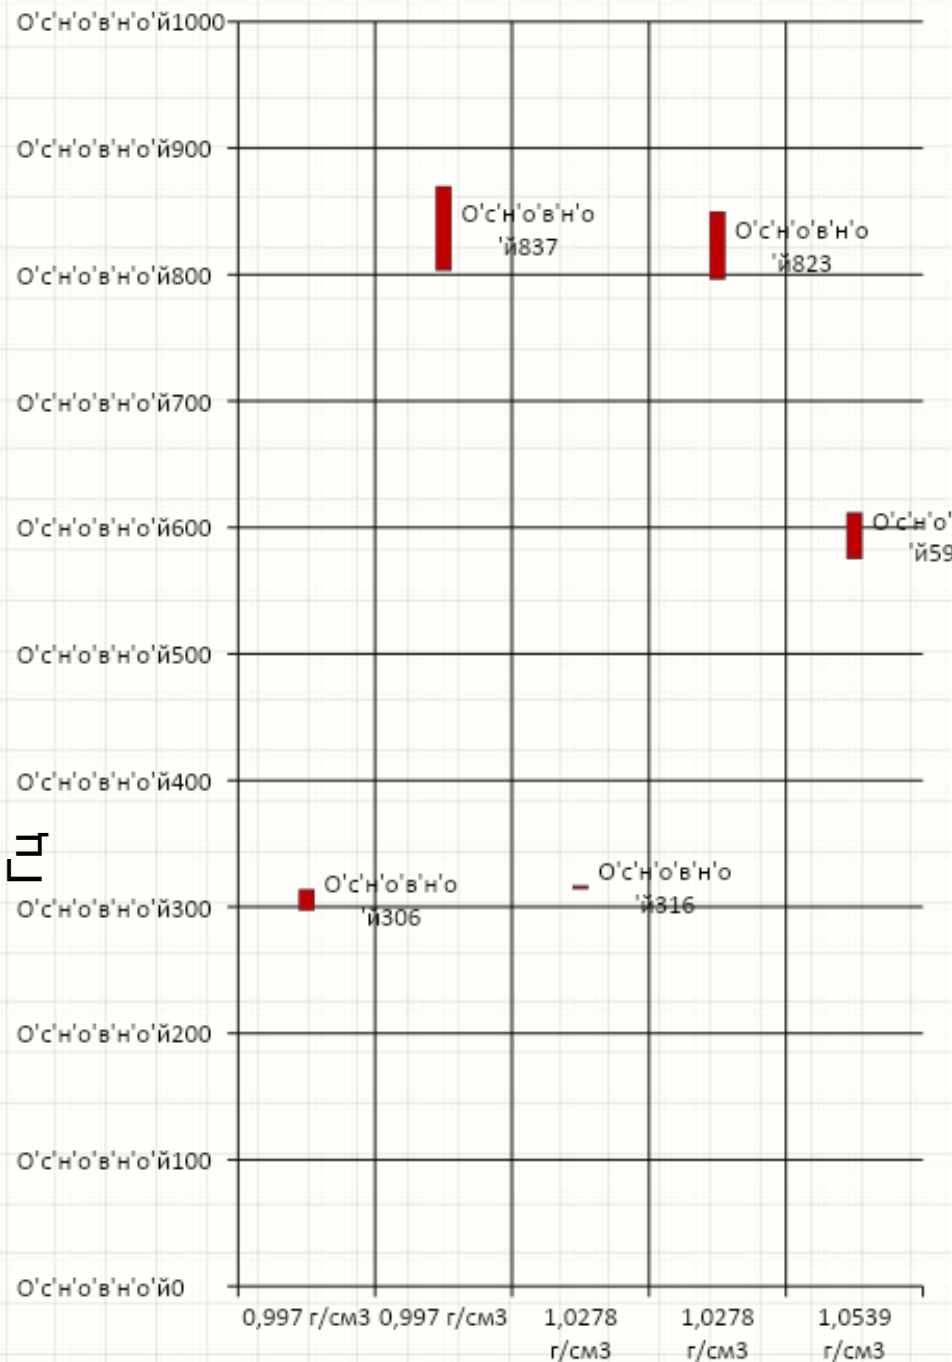 О'с'н'о'в'н'о'й1000
О'с'н'о'в'н'о'й900
О'с'н'о'в'н'о
'й837
О'с'н'о'в'н'о
'й823
О'с'н'о'в'н'о'й800
О'с'н'о'в'н'о'й700
О'с'н'о'в'н'о'й600
О'с'н'о'
'й59
О'с'н'о'в'н'о'й500
О'с'н'о'в'н'о'й400
Гц
О'с'н'о'в'н'о
'й306
О'с'н'о'в'н'о
'й316
О'с'н'о'в'н'о'й300
О'с'н'о'в'н'о'й200
О'с'н'о'в'н'о'й100
О'с'н'о'в'н'о'й0
0,997 г/см3
0,997 г/см3
1,0278
г/см3
1,0278
г/см3
1,0539
г/см3